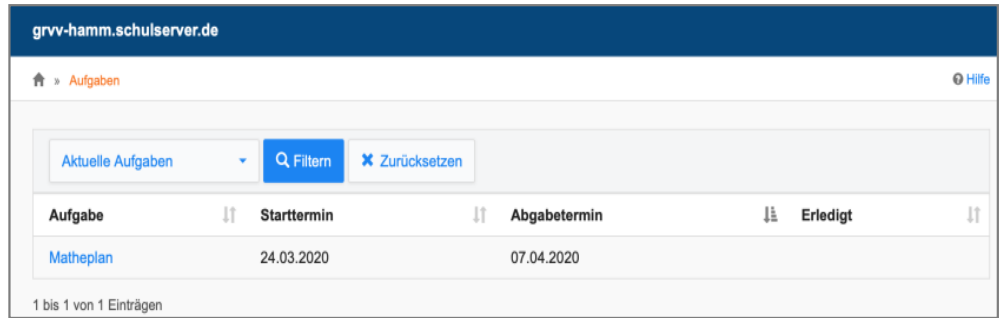 grvv-hamm.schulserver.de
» Aufgaben Hilfe
Aktuelle Aufgaben Filtern Zurücksetzen
Aufgabe Starttermin Abgabetermin Erledigt
Matheplan 24.03.2020 07.04.2020
1 bis 1 von 1 Einträgen